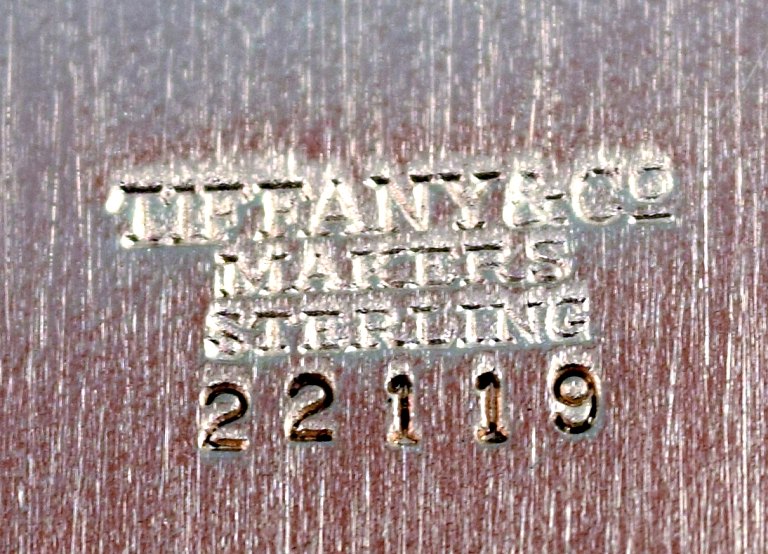 TIFFANY & Cº
MAKERS
STERLING
22119